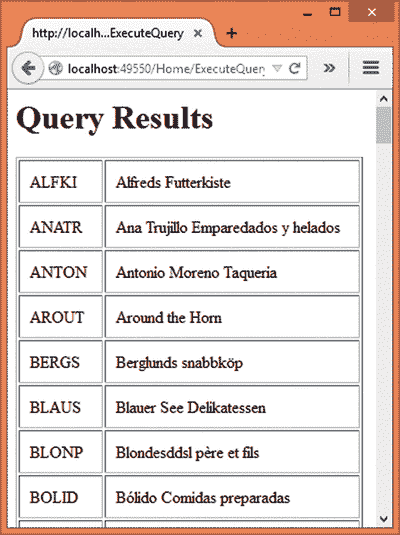 http://localh...ExecuteQuery
localhost:49550/Home/ExecuteQuery
Query Results
ALFKI Alfreds Futterkiste
ANATR Ana Trujillo Emparedados y helados
ANTON Antonio Moreno Taqueria
AROUT Around the Horn
BERGS Berglunds snabbköp
BLAUS Blauer See Delikatessen
BLONP Blondesddsl père et fils
BOLID Bólido Comidas preparadas